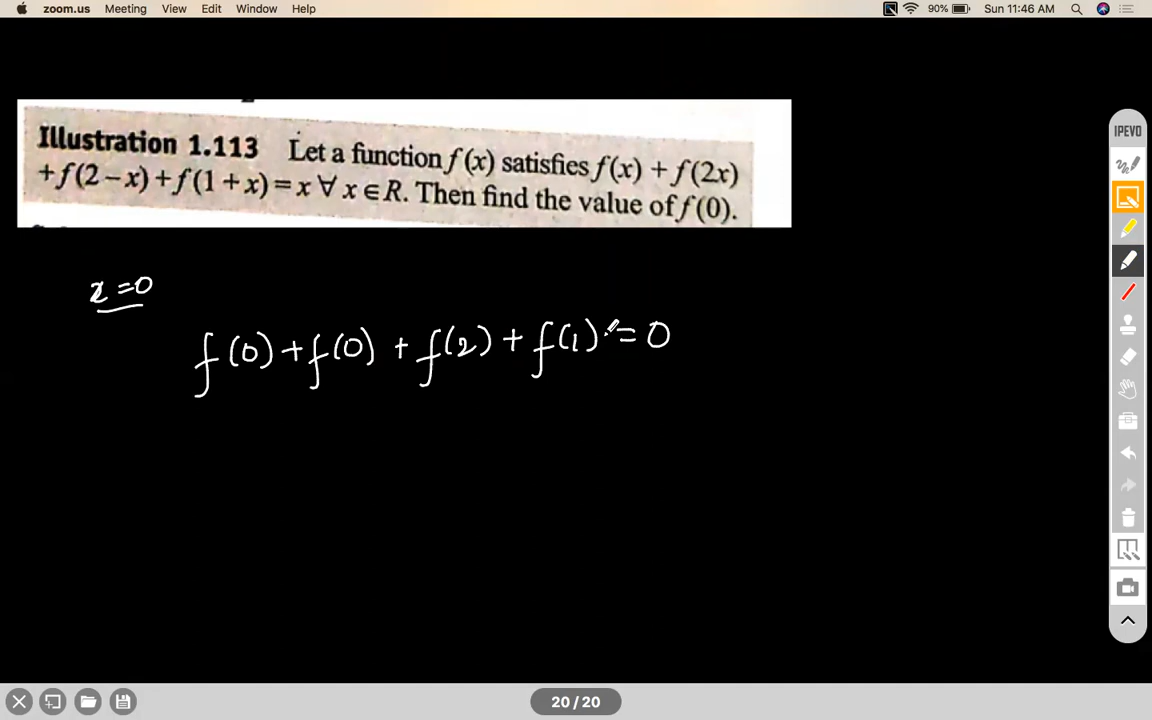 zoom.us Meeting View Edit Window Help 90% Sun 11:46 AM
Illustration 1.113 Let a function f(x) satisfies f(x) + f(2x)
+f(2−x)+f(1+x)=x ∀ x∈R. Then find the value of f(0).
x=0
f(0)+f(0)+f(2)+f(1)=0
IPEVO
20/20